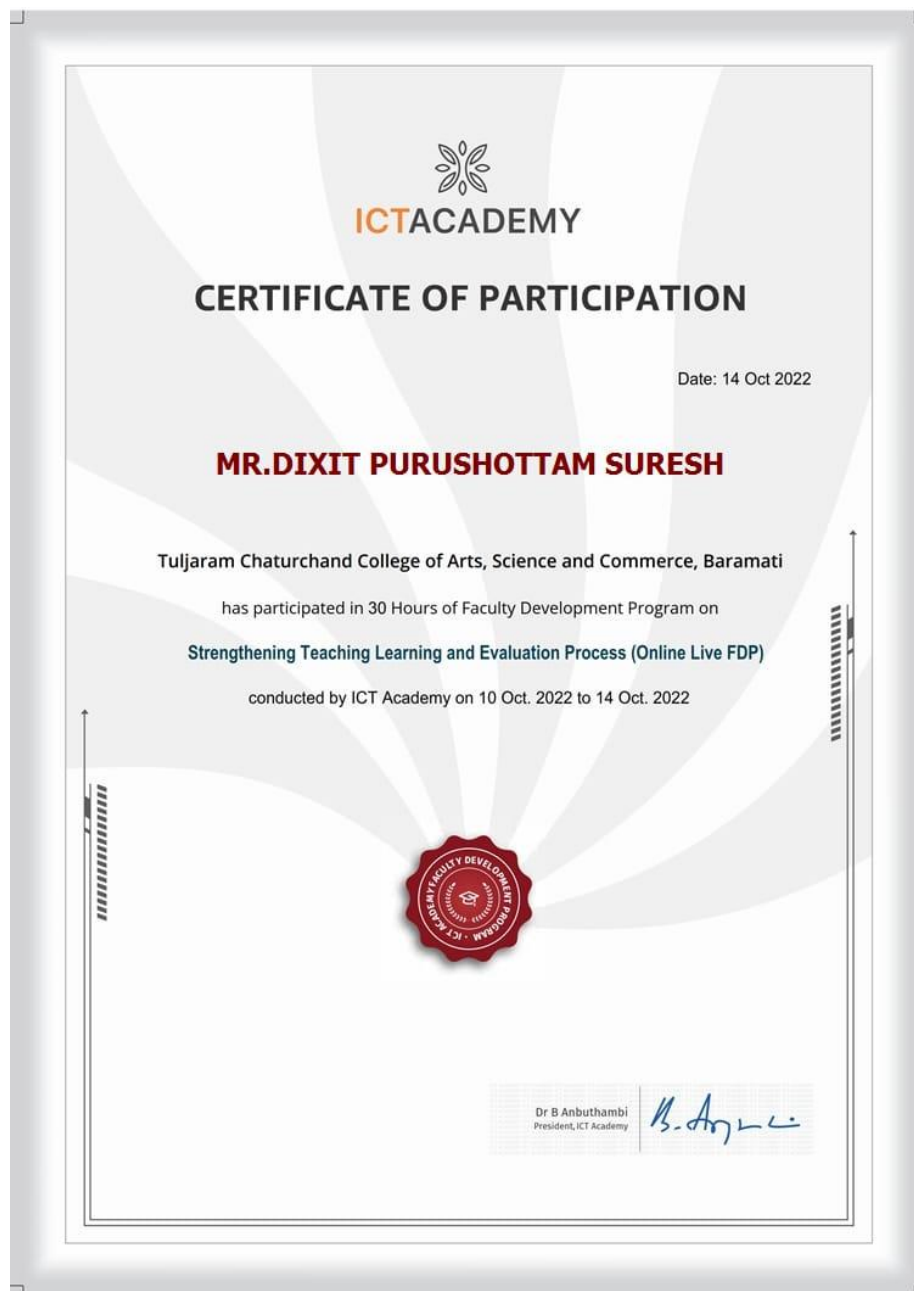 ICTACADEMY
CERTIFICATE OF PARTICIPATION
Date: 14 Oct 2022
MR.DIXIT PURUSHOTTAM SURESH
Tuljaram Chaturchand College of Arts, Science and Commerce, Baramati
has participated in 30 Hours of Faculty Development Program on
Strengthening Teaching Learning and Evaluation Process (Online Live FDP)
conducted by ICT Academy on 10 Oct. 2022 to 14 Oct. 2022
ICT ACADEMY FACULTY DEVELOPMENT PROGRAM
Dr B Anbuthambi
President, ICT Academy